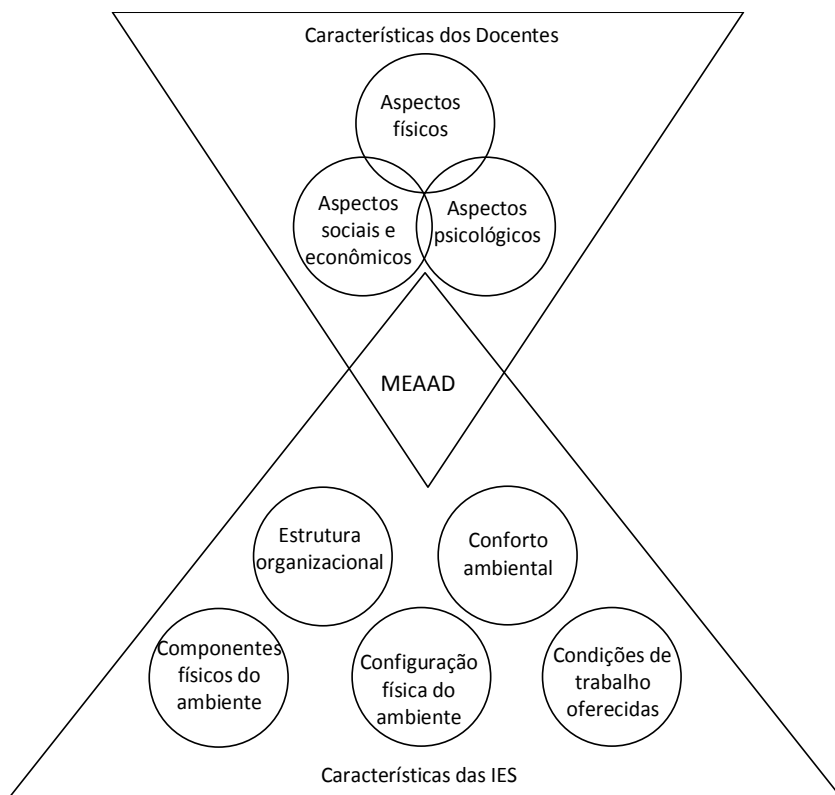 Características dos Docentes
Aspectos
físicos
Aspectos
sociais e
econômicos
Aspectos
psicológicos
MEAAD
Estrutura
organizacional
Conforto
ambiental
Componentes
físicos do
ambiente
Configuração
física do
ambiente
Condições de
trabalho
oferecidas
Características das IES